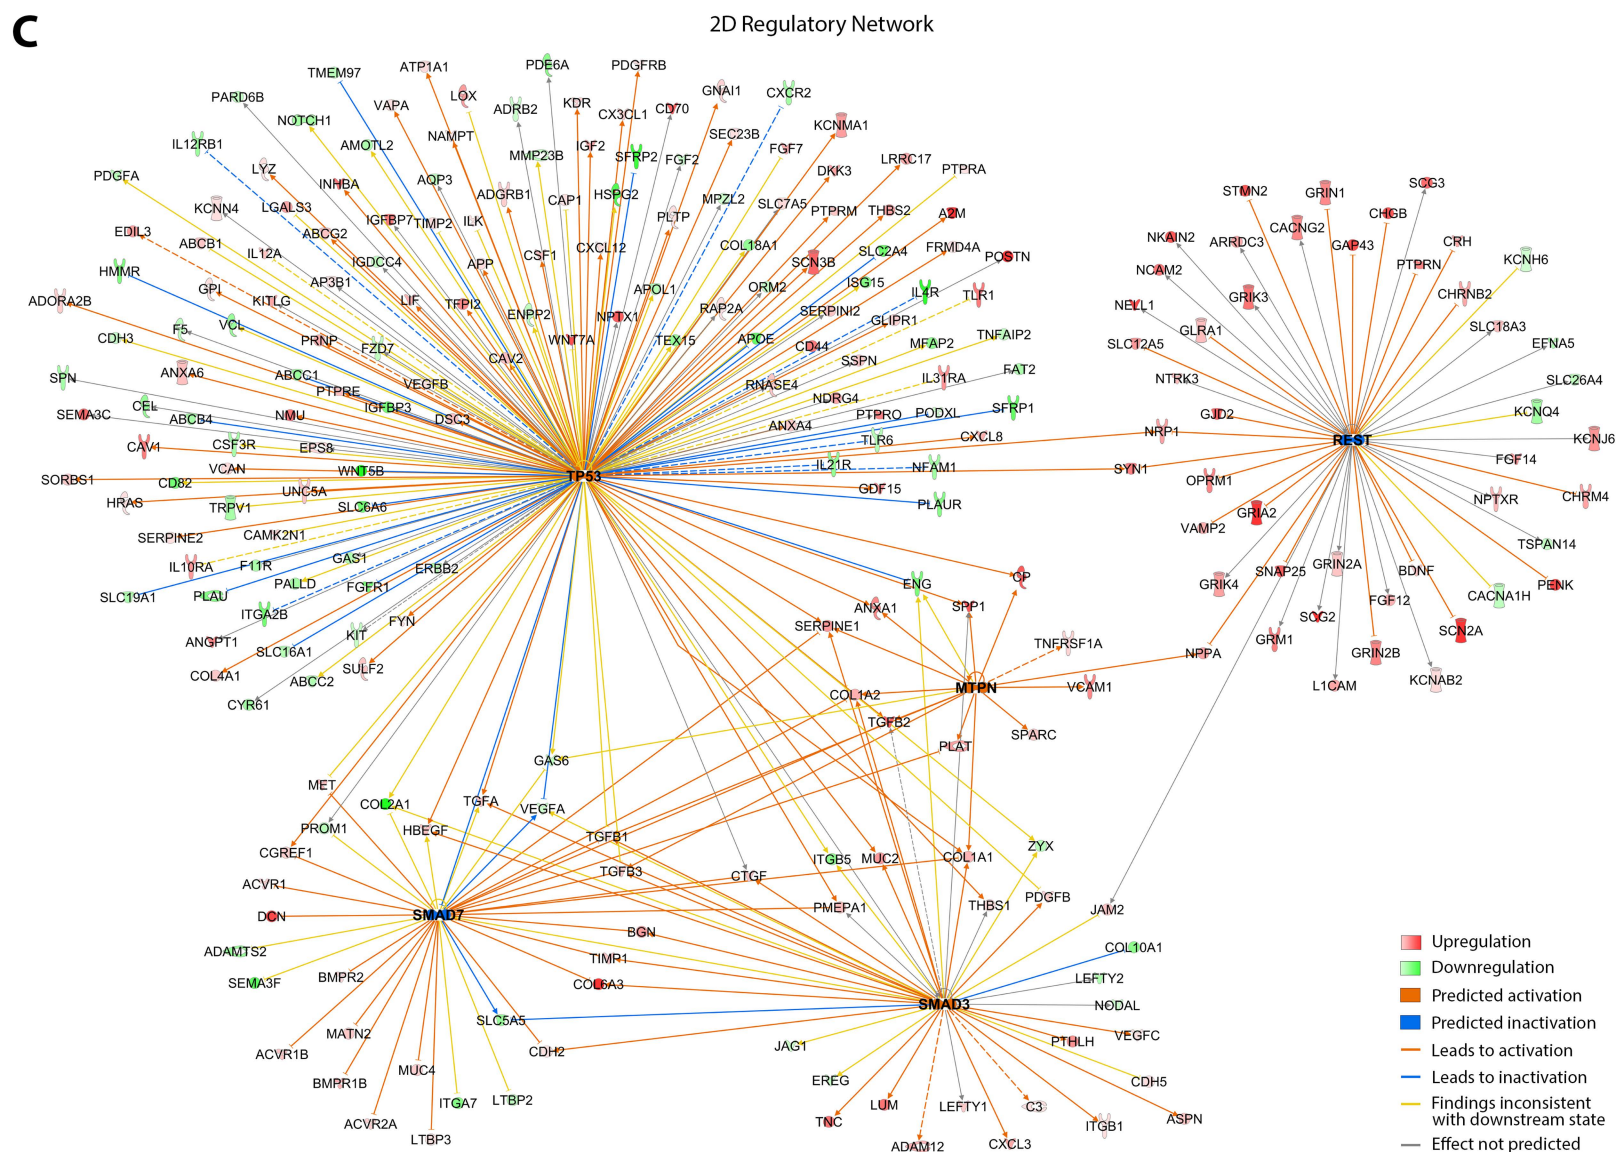 C
2D Regulatory Network
TMEM97
ATP1A1
PDE6A
PDGFRB
PARD6B
VAPA
LOX
ADRB2
KDR
CX3CL1
CD70
GNAI1
CXCR2
NOTCH1
NAMPT
SEC23B
KCNMA1
IL12RB1
AMOTL2
MMP23B
IGF2
SFRP2
FGF2
FGF7
LRRC17
PDGFA
LYZ
INHBA
AQP3
ADGRB1
CAP1
HSPG2
MPZL2
SLC7A5
DKK3
PTPRA
KCNN4
LGALS3
IGFBP7
TIMP2
ILK
PLTP
PTPRM
THBS2
A2M
EDIL3
ABCB1
ABCG2
IL12A
IGDCC4
APP
CSF1
CXCL12
COL18A1
SCN3B
SLC2A4
FRMD4A
POSTN
HMMR
GPI
KITLG
AP3B1
LIF
TFPI2
ENPP2
APOL1
RAP2A
ORM2
ISG15
IL4R
TLR1
ADORA2B
F5
VCL
PRNP
FZD7
CAV2
WNT7A
NPTX1
TEX15
APOE
SERPINI2
GLIPR1
TNFAIP2
CDH3
ANXA6
ABCC1
PTPRE
VEGFB
CD44
MFAP2
SSPN
FAT2
SPN
CEL
ABCB4
NMU
IGFBP3
DSC3
RNASE4
NDRG4
IL31RA
SEMA3C
CAV1
CSF3R
EPS8
ANXA4
PTPRO
PODXL
SFRP1
TLR6
CXCL8
SORBS1
VCAN
CD82
WNT5B
UNC5A
TP53
IL21R
NFAM1
GDF15
PLAUR
HRAS
TRPV1
SLC6A6
SERPINE2
CAMK2N1
IL10RA
F11R
GAS1
ERBB2
SLC19A1
PLAU
PALLD
FGFR1
ITGA2B
FYN
ANGPT1
SLC16A1
KIT
COL4A1
ABCC2
SULF2
CYR61
STMN2
GRIN1
SCG3
NKAIN2
ARRDC3
CACNG2
CHGB
GAP43
CRH
KCNH6
NCAM2
PTPRN
NELL1
GRIK3
CHRNB2
GLRA1
SLC18A3
SLC12A5
EFNA5
NTRK3
SLC26A4
GJD2
KCNQ4
NRP1
REST
KCNJ6
SYN1
FGF14
OPRM1
NPTXR
CHRM4
GRIA2
VAMP2
TSPAN14
SNAP25
GRIN2A
BDNF
GRIK4
FGF12
CACNA1H
PENK
SCG2
GRM1
GRIN2B
SCN2A
NPPA
L1CAM
KCNAB2
ENG
CP
ANXA1
SPP1
SERPINE1
TNFRSF1A
MTPN
VCAM1
COL1A2
TGFB2
SPARC
PLAT
GAS6
MET
COL2A1
TGFA
VEGFA
PROM1
HBEGF
TGFB1
CGREF1
TGFB3
CTGF
ITGB5
MUC2
COL1A1
ZYX
ACVR1
PDGFB
DCN
SMAD7
PMEPA1
THBS1
JAM2
BGN
ADAMTS2
TIMP1
COL10A1
SEMA3F
BMPR2
COL6A3
LEFTY2
SMAD3
NODAL
SLC5A5
MATN2
VEGFC
ACVR1B
CDH2
JAG1
PTHLH
MUC4
BMPR1B
EREG
CDH5
ITGA7
LTBP2
ACVR2A
LUM
LEFTY1
C3
TNC
ITGB1
ASPN
LTBP3
ADAM12
CXCL3
Upregulation
Downregulation
Predicted activation
Predicted inactivation
Leads to activation
Leads to inactivation
Findings inconsistent
with downstream state
Effect not predicted